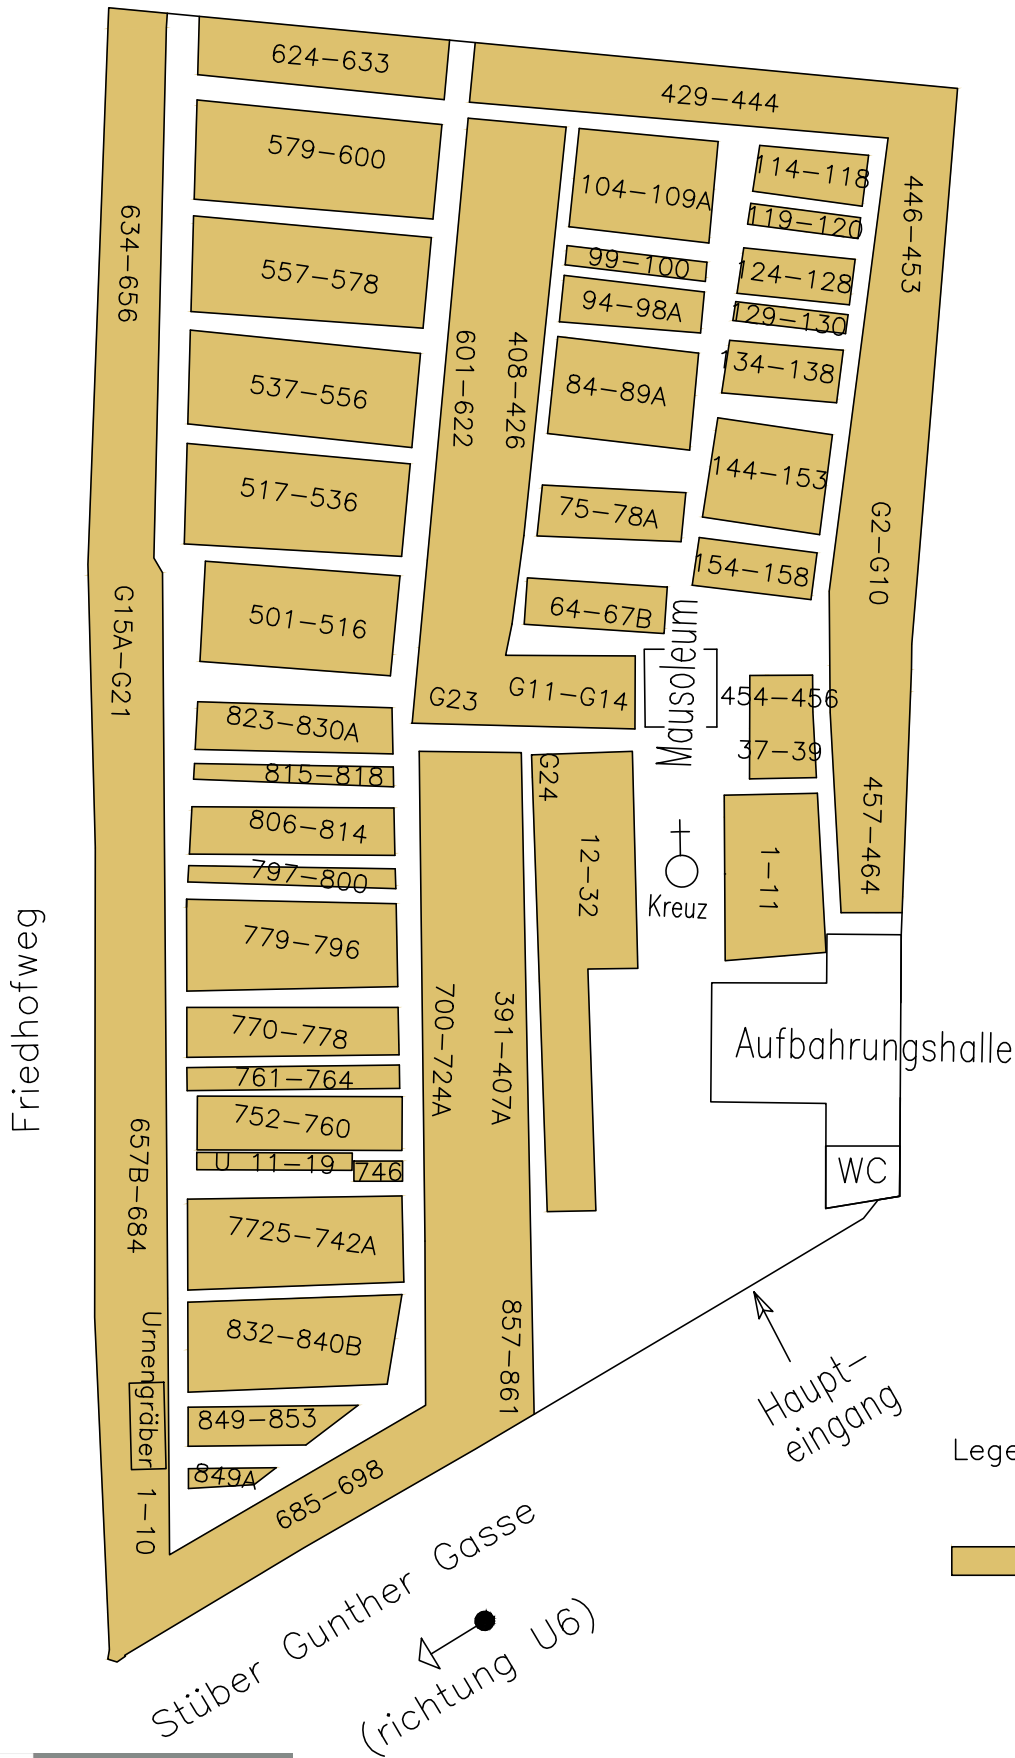 624-633
429-444
579-600
104-109A
114-118
446-453
119-120
634-656
557-578
99-100
124-128
94-98A
129-130
601-622
408-426
537-556
84-89A
134-138
517-536
75-78A
144-153
G2-G10
154-158
G15A-G21
501-516
64-67B
Mausoleum
G23
G11-G14
454-456
823-830A
37-39
815-818
G24
457-464
806-814
12-32
1-11
797-800
Kreuz
Friedhofweg
779-796
700-724A
391-407A
770-778
Aufbahrungshalle
761-764
752-760
657B-684
U 11-19
746
WC
7725-742A
832-840B
857-861
Urnengräber 1-10
Haupt-
eingang
849-853
849A
685-698
Lege
Stüber Gunther Gasse
(richtung U6)